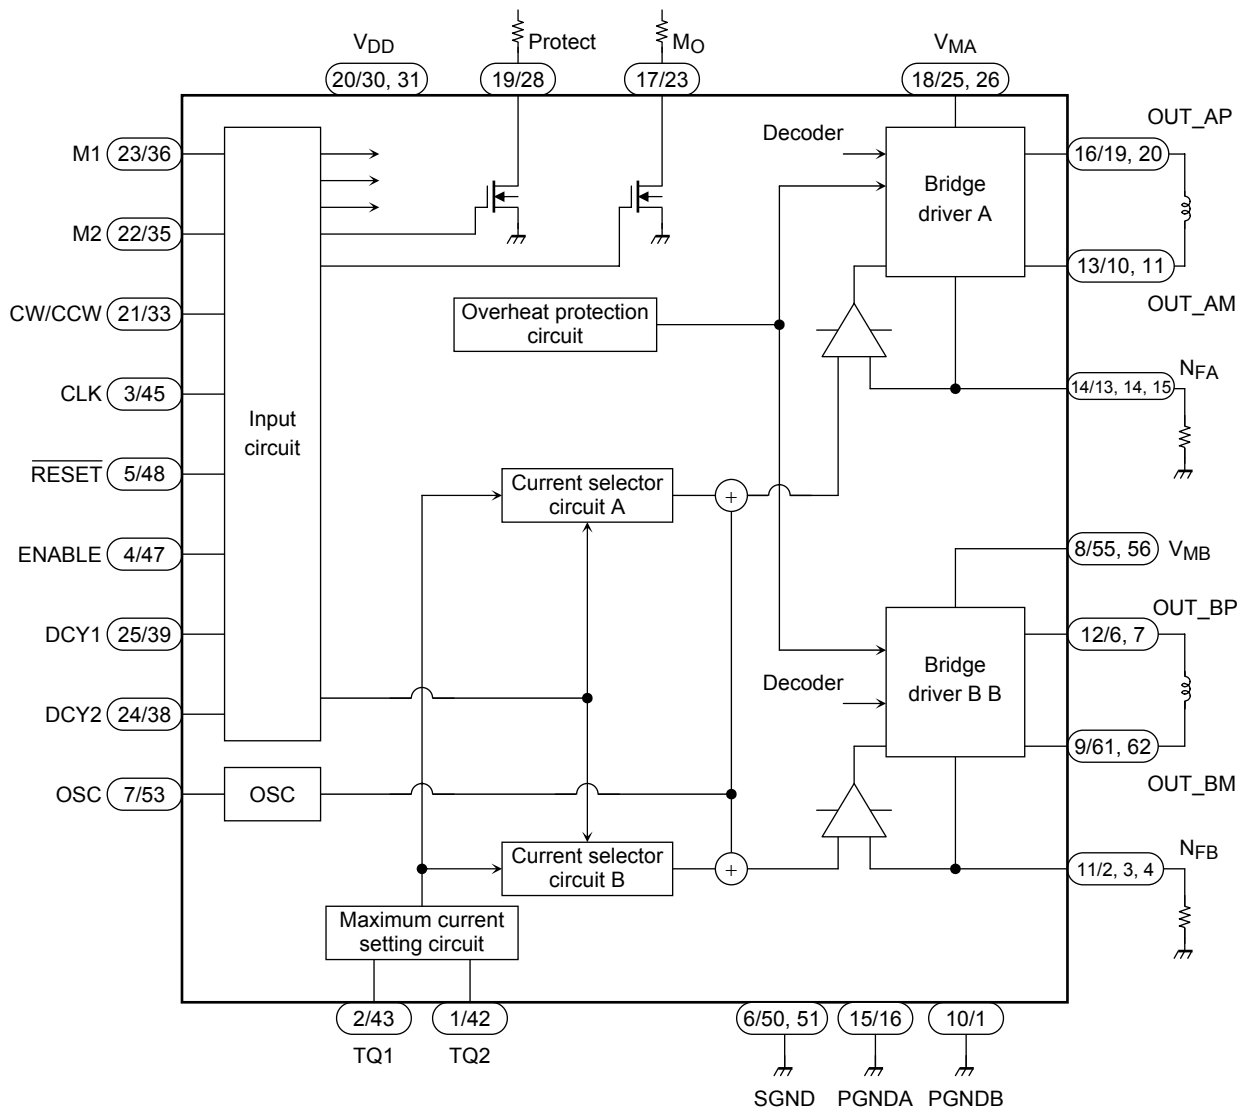 VDD
Protect
MO
VMA
20/30, 31
19/28
17/23
18/25, 26
OUT_AP
M1
23/36
Decoder
16/19, 20
Bridge
driver A
M2
22/35
13/10, 11
OUT_AM
CW/CCW
21/33
Overheat protection
circuit
NFA
CLK
3/45
14/13, 14, 15
Input
circuit
RESET
5/48
Current selector
circuit A
+
ENABLE
4/47
8/55, 56
VMB
OUT_BP
DCY1
25/39
12/6, 7
Bridge
driver B B
Decoder
DCY2
24/38
9/61, 62
OUT_BM
OSC
7/53
OSC
Current selector
circuit B
+
NFB
11/2, 3, 4
Maximum current
setting circuit
2/43
1/42
6/50, 51
15/16
10/1
TQ1
TQ2
SGND
PGNDA
PGNDB